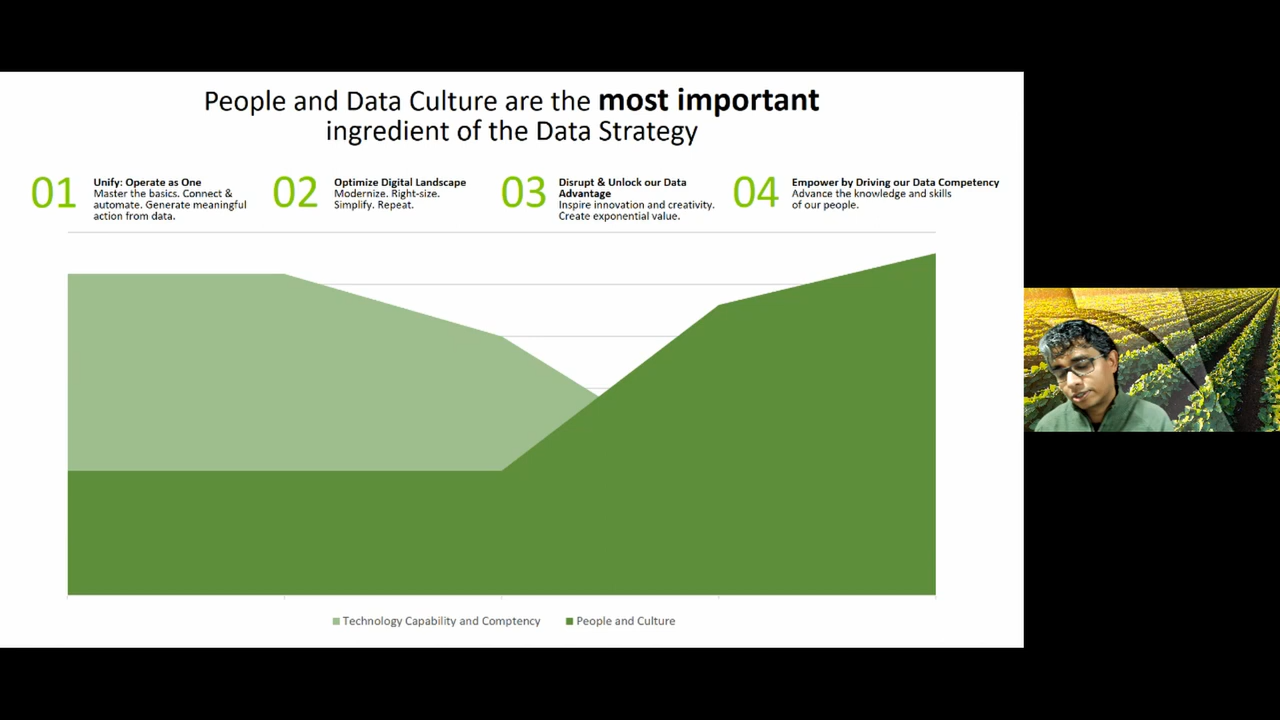 People and Data Culture are the most important
ingredient of the Data Strategy
01
Unify: Operate as One
Master the basics. Connect &
automate. Generate meaningful
action from data.
02
Optimize Digital Landscape
Modernize. Right-size.
Simplify. Repeat.
03
Disrupt & Unlock our Data
Advantage
Inspire innovation and creativity.
Create exponential value.
04
Empower by Driving our Data Competency
Advance the knowledge and skills
of our people.
Technology Capability and Comptency
People and Culture